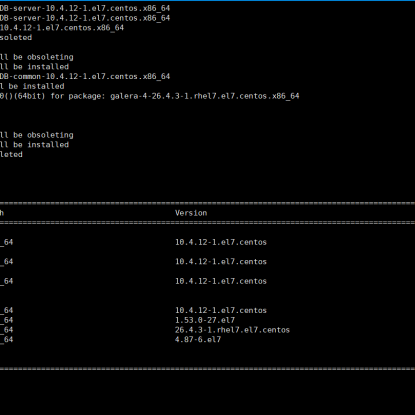 DB-server-10.4.12-1.el7.centos.x86_64
DB-server-10.4.12-1.el7.centos.x86_64
10.4.12-1.el7.centos.x86_64
soleted
ll be obsoleting
ll be installed
DB-common-10.4.12-1.el7.centos.x86_64
l be installed
0()(64bit) for package: galera-4-26.4.3-1.rhel7.el7.centos.x86_64
ll be obsoleting
ll be installed
leted
h Version
_64 10.4.12-1.el7.centos
_64 10.4.12-1.el7.centos
_64 10.4.12-1.el7.centos
_64 10.4.12-1.el7.centos
_64 1.53.0-27.el7
_64 26.4.3-1.rhel7.el7.centos
_64 4.87-6.el7